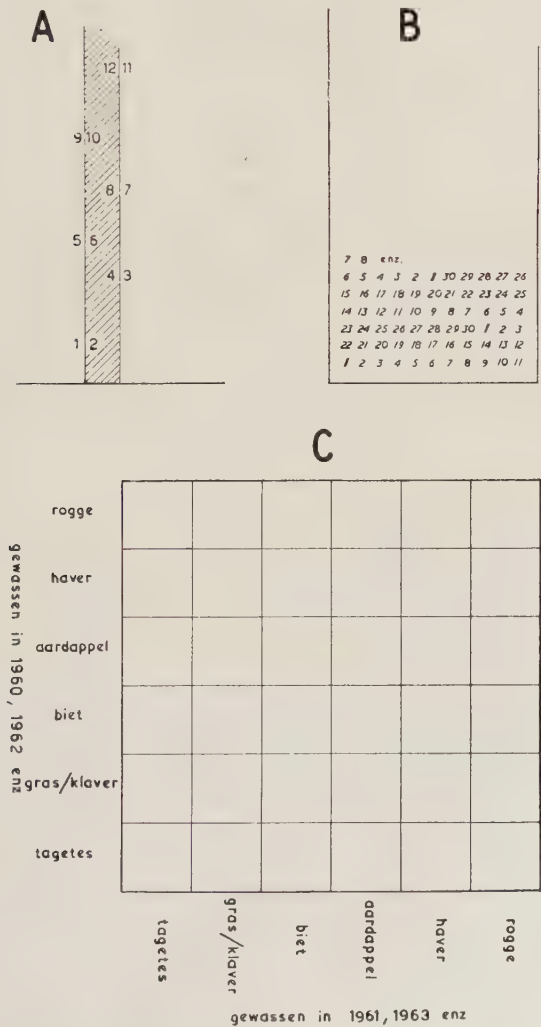 A
12 11
9 10
8 7
5 6
4 3
1 2
B
7 8 enz.
6 5 4 3 2 1 30 29 28 27 26
15 16 17 18 19 20 21 22 23 24 25
14 13 12 11 10 9 8 7 6 5 4
23 24 25 26 27 28 29 30 1 2 3
22 21 20 19 18 17 16 15 14 13 12
1 2 3 4 5 6 7 8 9 10 11
C
gewassen in 1960, 1962 enz
rogge
haver
aardappel
biet
gras/klaver
tagetes
tagetes
gras/klaver
biet
aardappel
haver
rogge
gewassen in 1961, 1963 enz